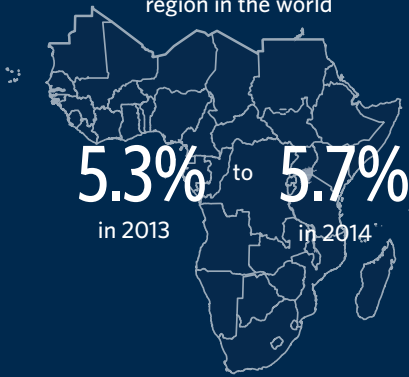 region in the world
5.3% to 5.7%
in 2013 in 2014